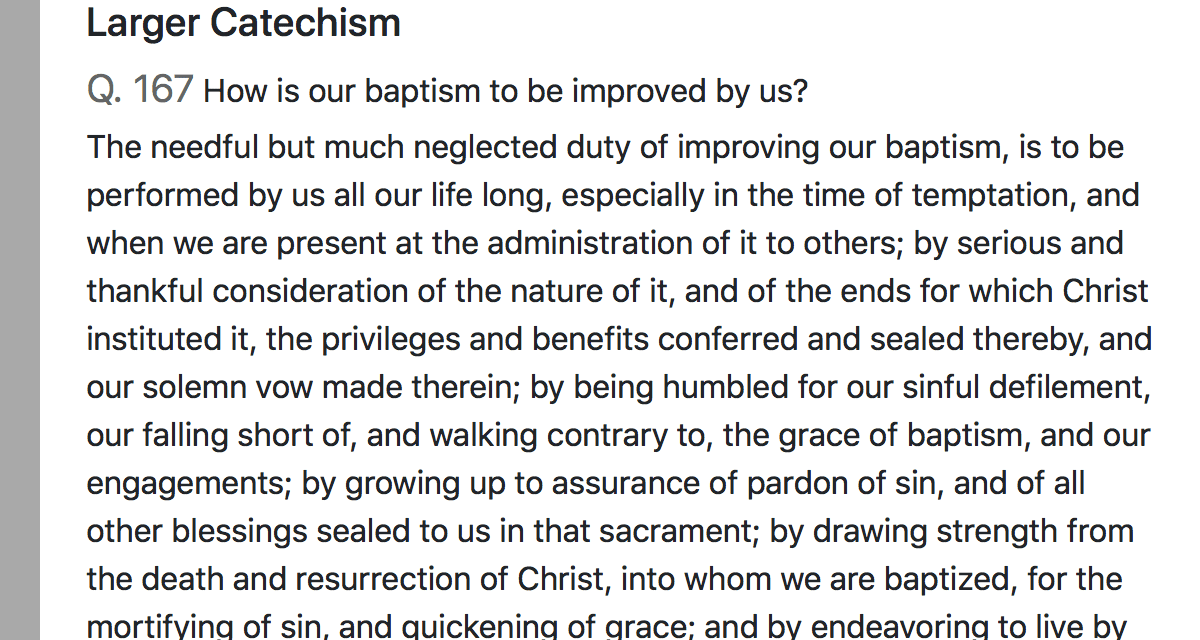 Larger Catechism
Q. 167 How is our baptism to be improved by us?
The needful but much neglected duty of improving our baptism, is to be
performed by us all our life long, especially in the time of temptation, and
when we are present at the administration of it to others; by serious and
thankful consideration of the nature of it, and of the ends for which Christ
instituted it, the privileges and benefits conferred and sealed thereby, and
our solemn vow made therein; by being humbled for our sinful defilement,
our falling short of, and walking contrary to, the grace of baptism, and our
engagements; by growing up to assurance of pardon of sin, and of all
other blessings sealed to us in that sacrament; by drawing strength from
the death and resurrection of Christ, into whom we are baptized, for the
mortifying of sin, and quickening of grace; and by endeavoring to live by